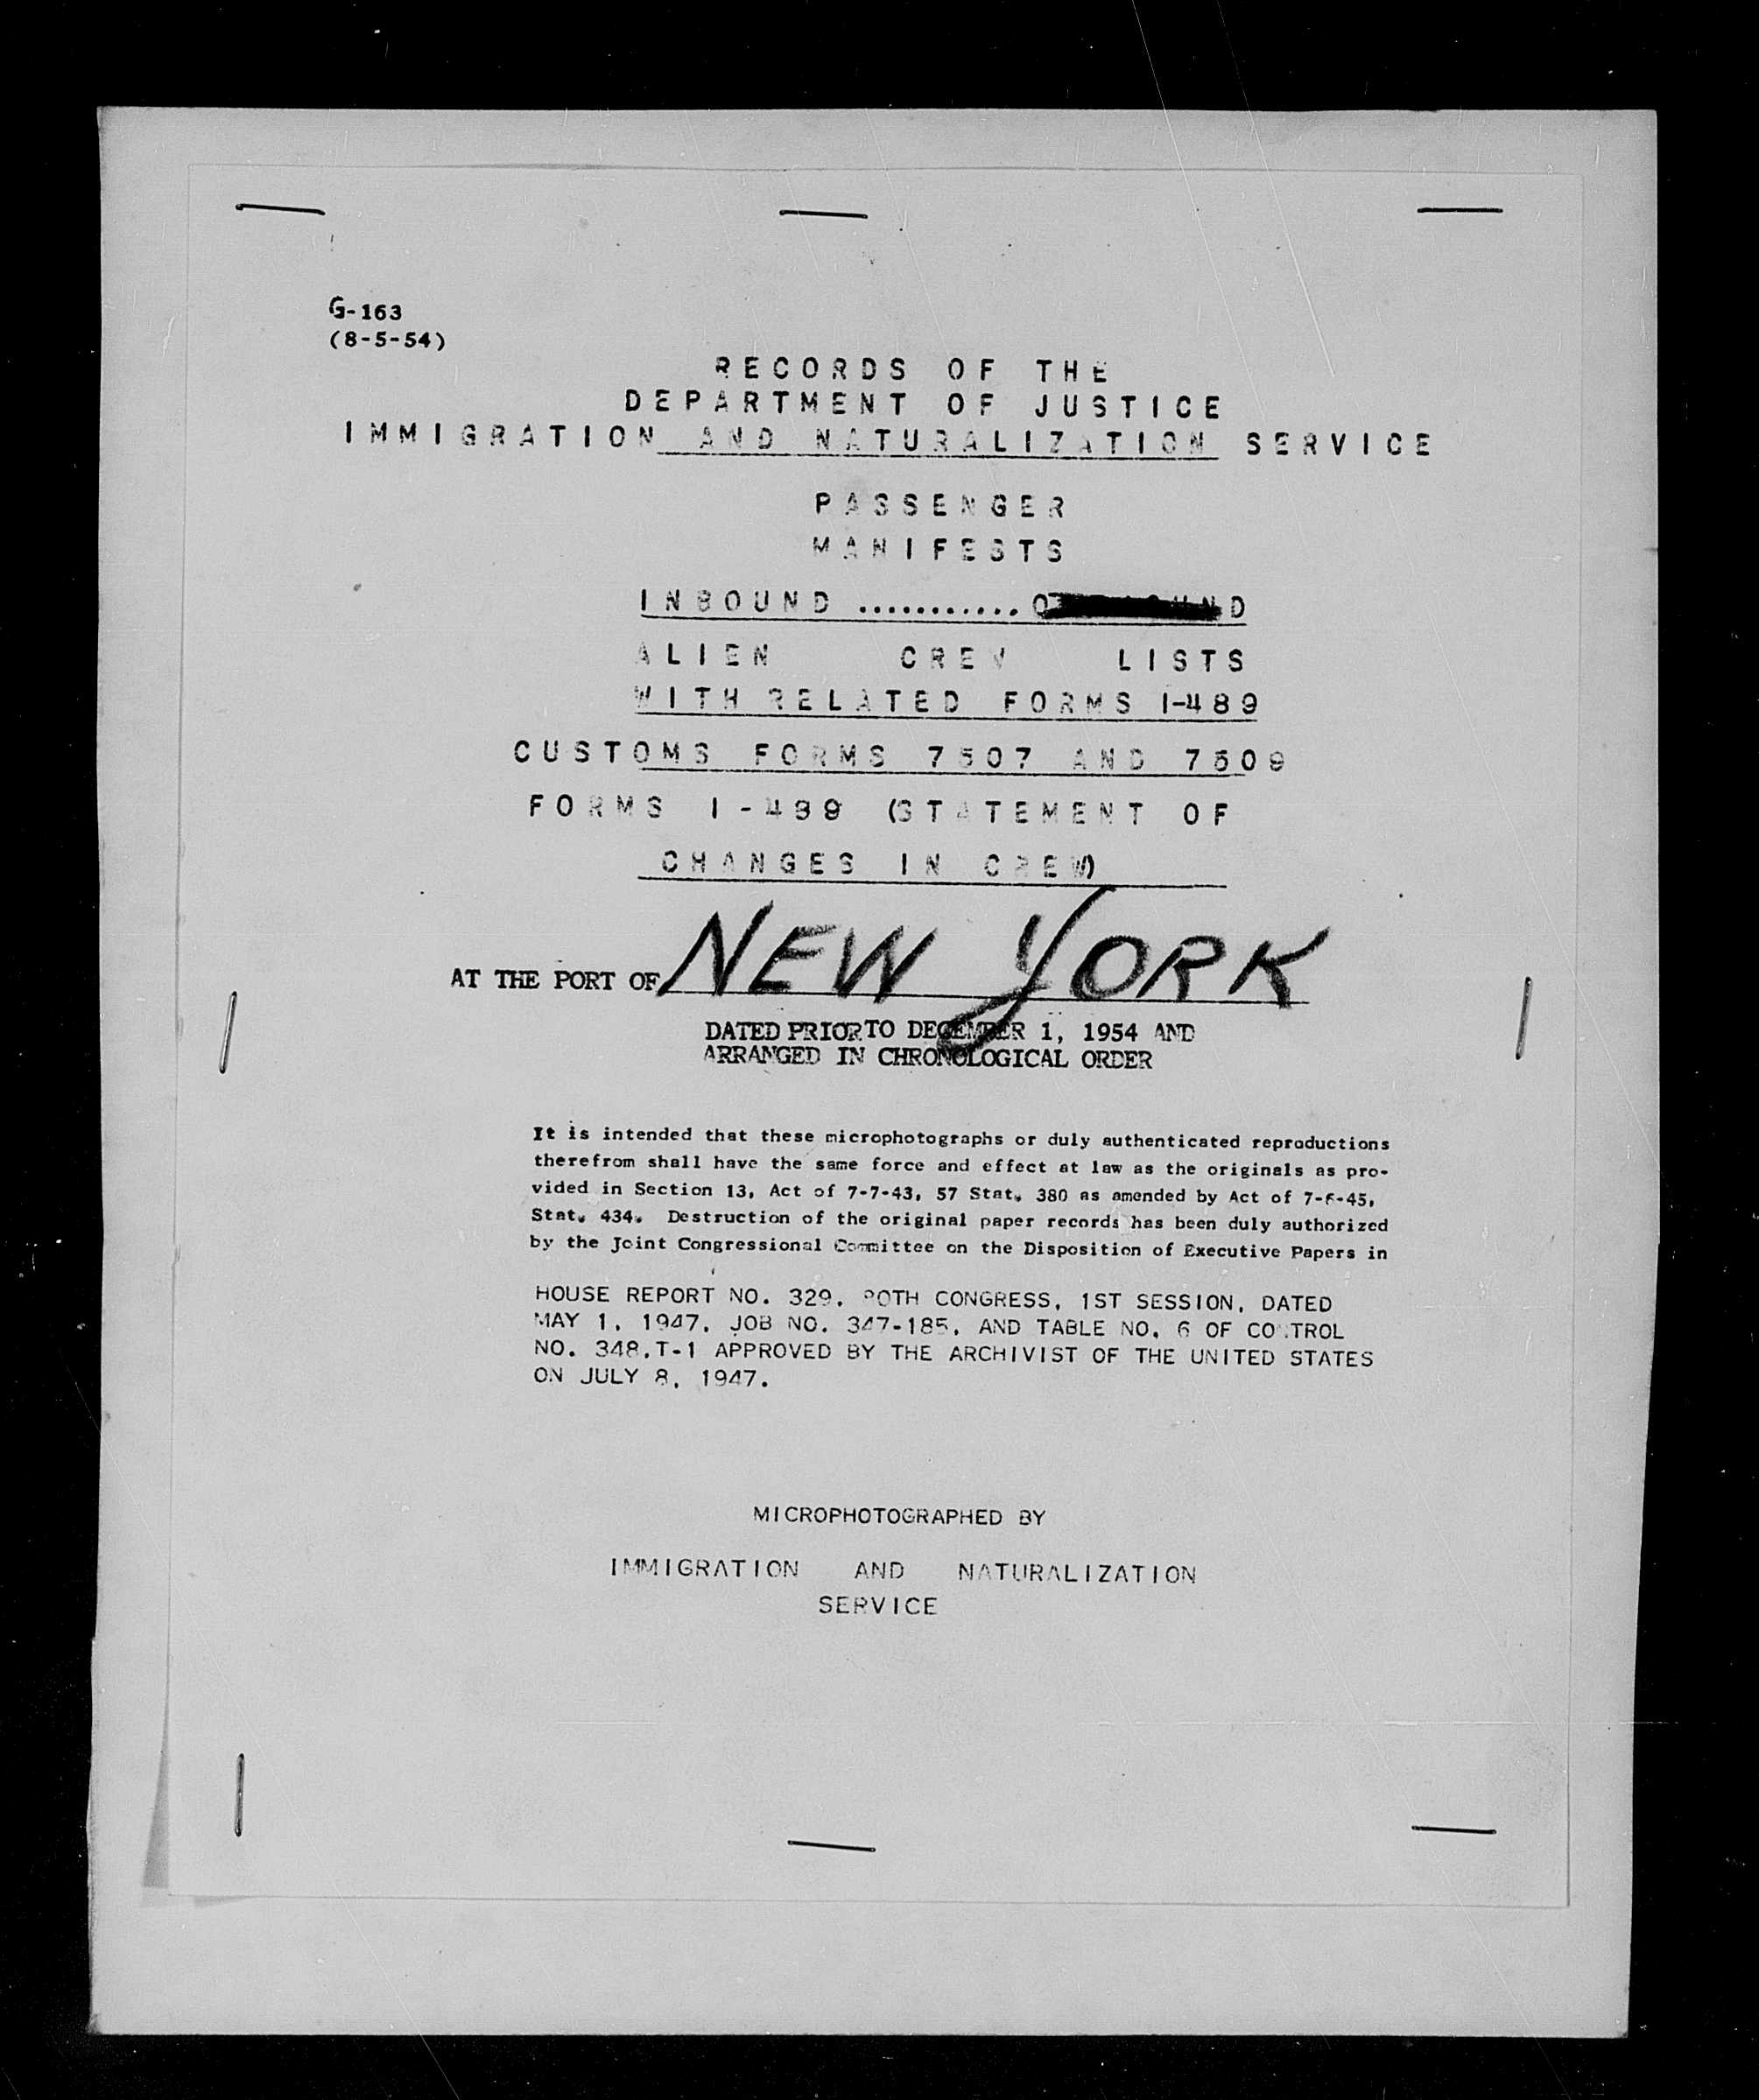 G-163
(8-5-54)
RECORDS OF THE
DEPARTMENT OF JUSTICE
IMMIGRATION AND NATURALIZATION SERVICE
PASSENGER
MANIFESTS
INBOUND ...........
ALIEN CREW LISTS
WITH RELATED FORMS I-489
CUSTOMS FORMS 7507 AND 7509
FORMS I-489 (STATEMENT OF
CHANGES IN CREW)
AT THE PORT OF NEW YORK
DATED PRIOR TO DECEMBER 1, 1954 AND
ARRANGED IN CHRONOLOGICAL ORDER
It is intended that these microphotographs or duly authenticated reproductions
therefrom shall have the same force and effect at law as the originals as pro-
vided in Section 13, Act of 7-7-43, 57 Stat. 380 as amended by Act of 7-6-45,
Stat. 434. Destruction of the original paper records has been duly authorized
by the Joint Congressional Committee on the Disposition of Executive Papers in
HOUSE REPORT NO. 329, 80TH CONGRESS, 1ST SESSION, DATED
MAY 1, 1947, JOB NO. 347-185, AND TABLE NO. 6 OF CONTROL
NO. 348.T-1 APPROVED BY THE ARCHIVIST OF THE UNITED STATES
ON JULY 8, 1947.
MICROPHOTOGRAPHED BY
IMMIGRATION AND NATURALIZATION
SERVICE